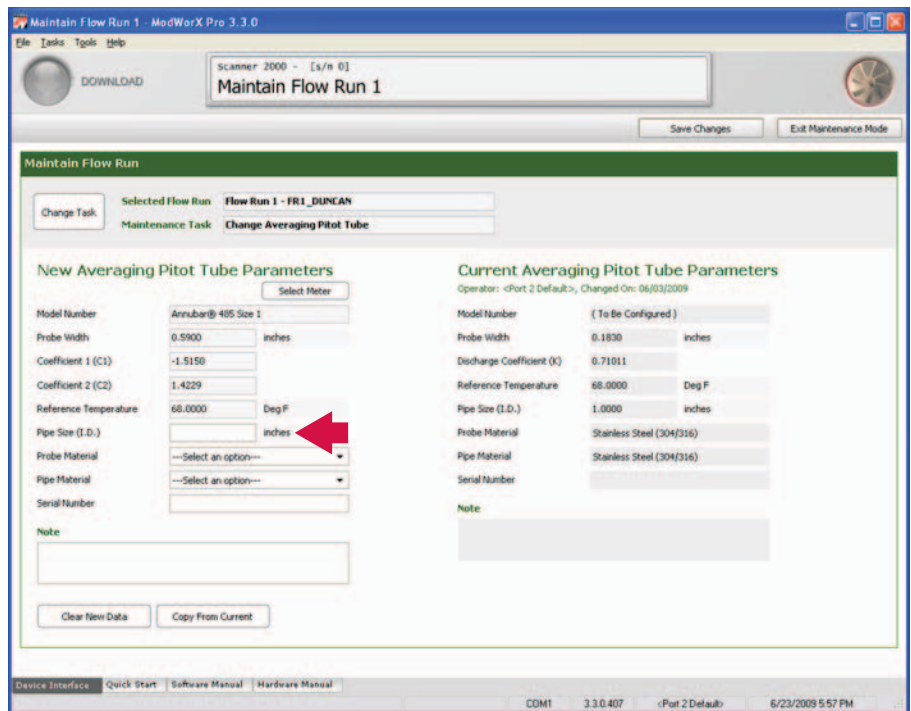 Maintain Flow Run 1 - ModWorX Pro 3.3.0
File Tasks Tools Help
DOWNLOAD
Scanner 2000 - [s/n 0]
Maintain Flow Run 1
Save Changes
Exit Maintenance Mode
Maintain Flow Run
Change Task
Selected Flow Run Flow Run 1 - FR1_DUNCAN
Maintenance Task Change Averaging Pitot Tube
New Averaging Pitot Tube Parameters
Select Meter
Model Number Annubar® 485 Size 1
Probe Width 0.5900 inches
Coefficient 1 (C1) -1.5150
Coefficient 2 (C2) 1.4229
Reference Temperature 68.0000 Deg F
Pipe Size (I.D.) inches
Probe Material ---Select an option---
Pipe Material ---Select an option---
Serial Number
Note
Clear New Data
Copy From Current
Current Averaging Pitot Tube Parameters
Operator: <Port 2 Default>, Changed On: 06/03/2009
Model Number ( To Be Configured )
Probe Width 0.1830 inches
Discharge Coefficient (K) 0.71011
Reference Temperature 68.0000 Deg F
Pipe Size (I.D.) 1.0000 inches
Probe Material Stainless Steel (304/316)
Pipe Material Stainless Steel (304/316)
Serial Number
Note
Device Interface Quick Start Software Manual Hardware Manual
COM1 3.3.0.407 <Port 2 Default> 6/23/2009 5:57 PM